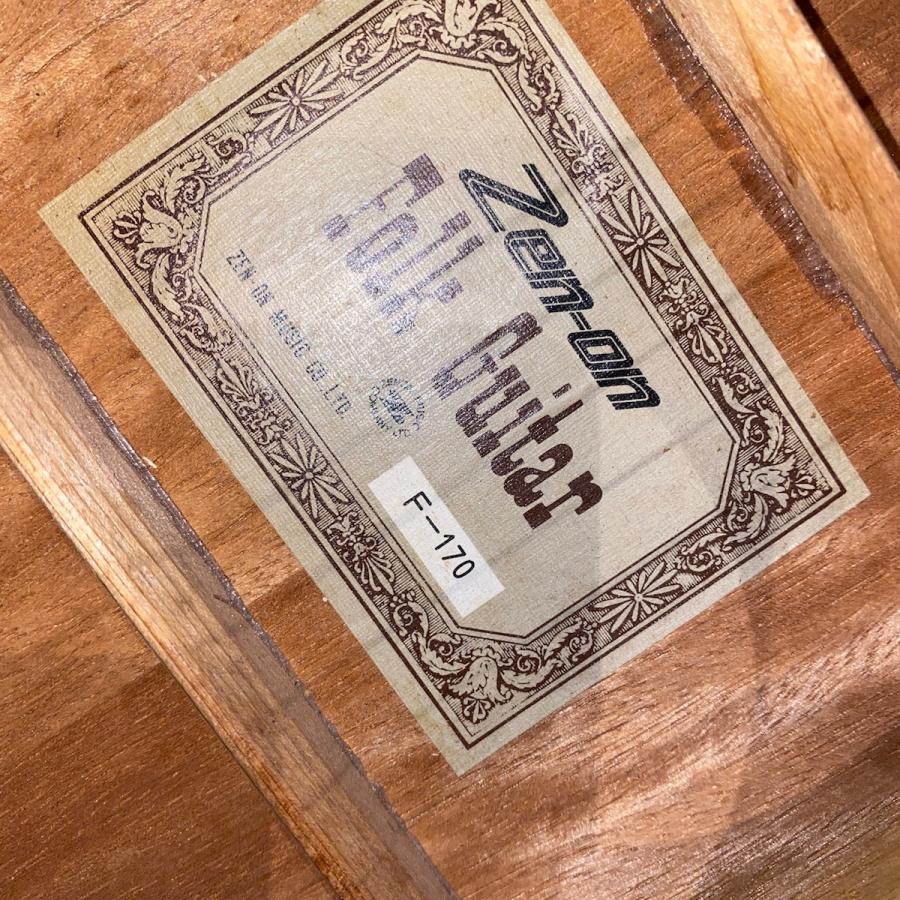 Zen-on
Folk Guitar
F-170
ZEN-ON MUSIC CO LTD